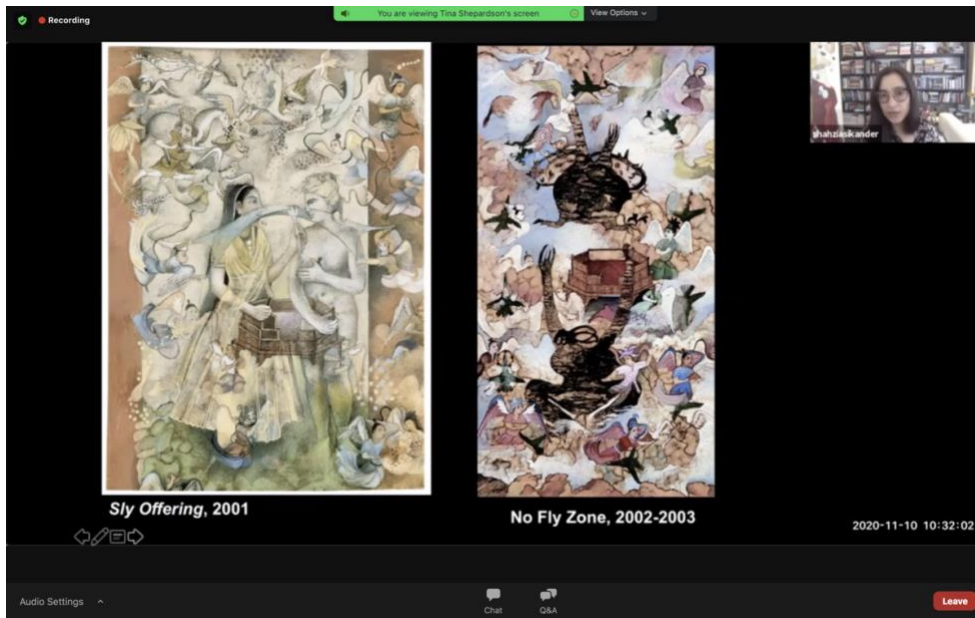 Recording
You are viewing Tina Shepardson's screen
View Options
shahziasikander
Sly Offering, 2001
No Fly Zone, 2002-2003
2020-11-10 10:32:02
Audio Settings
Chat
Q&A
Leave